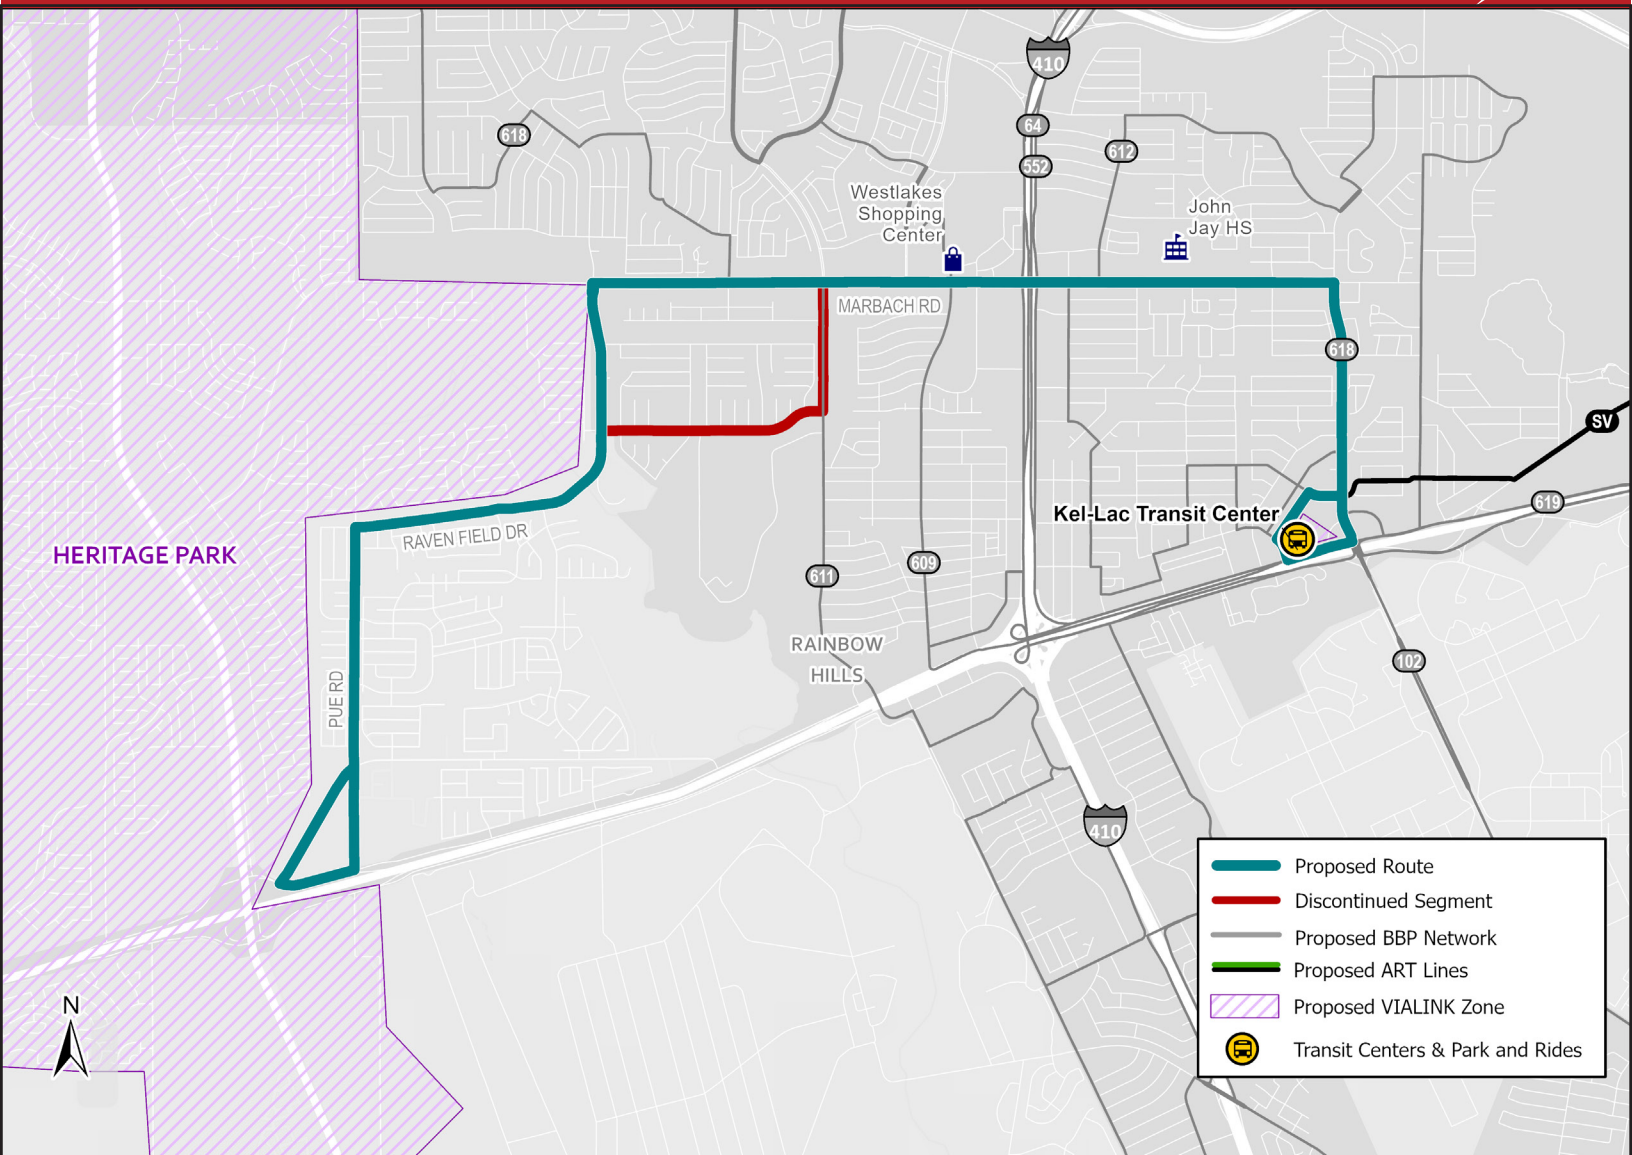 410
618
64
612
552
Westlakes
Shopping
Center
John
Jay HS
MARBACH RD
618
SV
619
Kel-Lac Transit Center
RAVEN FIELD DR
HERITAGE PARK
611
609
RAINBOW
HILLS
102
PUE RD
410
Proposed Route
Discontinued Segment
Proposed BBP Network
Proposed ART Lines
Proposed VIALINK Zone
Transit Centers & Park and Rides
N